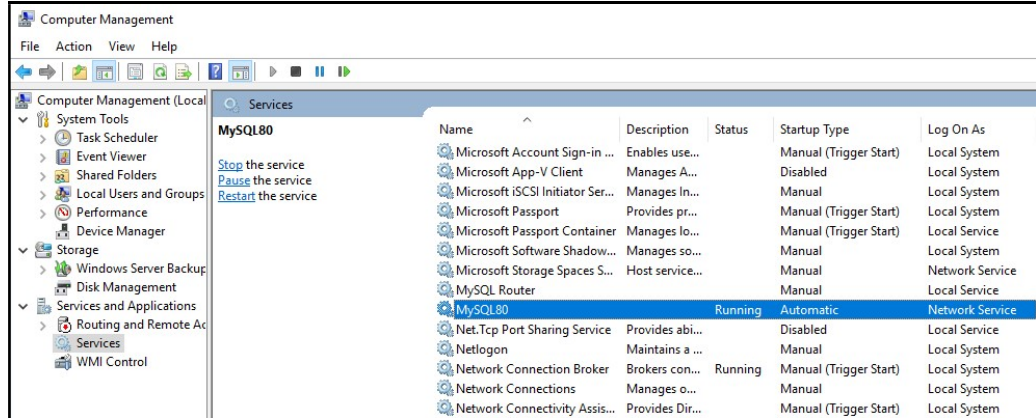 Computer Management
File Action View Help
Computer Management (Local
System Tools
Task Scheduler
Event Viewer
Shared Folders
Local Users and Groups
Performance
Device Manager
Storage
Windows Server Backup
Disk Management
Services and Applications
Routing and Remote Ac
Services
WMI Control
Services
MySQL80
Stop the service
Pause the service
Restart the service
Name Description Status Startup Type Log On As
Microsoft Account Sign-in ... Enables use... Manual (Trigger Start) Local System
Microsoft App-V Client Manages A... Disabled Local System
Microsoft iSCSI Initiator Ser... Manages In... Manual Local System
Microsoft Passport Provides pr... Manual (Trigger Start) Local System
Microsoft Passport Container Manages lo... Manual (Trigger Start) Local Service
Microsoft Software Shadow... Manages so... Manual Local System
Microsoft Storage Spaces S... Host service... Manual Network Service
MySQL Router Manual Local Service
MySQL80 Running Automatic Network Service
Net.Tcp Port Sharing Service Provides abi... Disabled Local Service
Netlogon Maintains a ... Manual Local System
Network Connection Broker Brokers con... Running Manual (Trigger Start) Local System
Network Connections Manages o... Manual Local System
Network Connectivity Assis... Provides Dir... Manual (Trigger Start) Local System